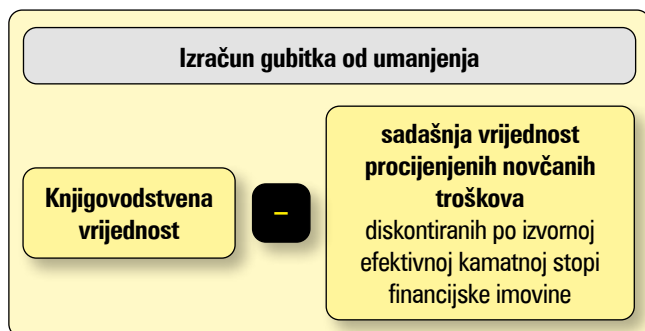 Izračun gubitka od umanjenja
Knjigovodstvena
vrijednost
–
sadašnja vrijednost
procijenjenih novčanih
troškova
diskontiranih po izvornoj
efektivnoj kamatnoj stopi
financijske imovine